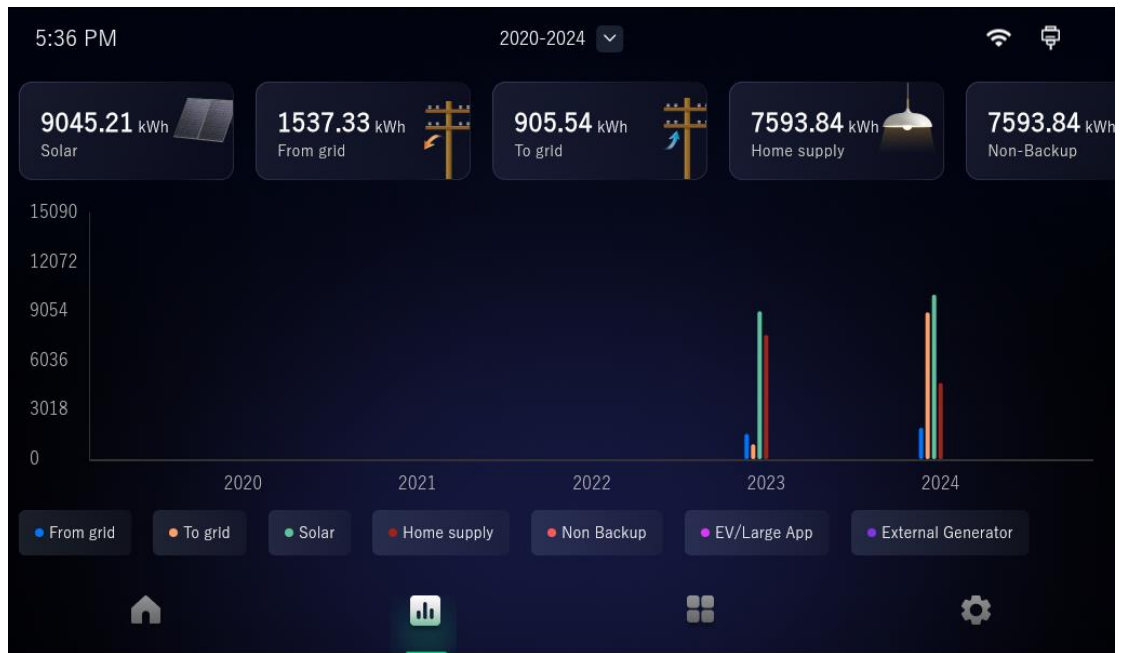 5:36 PM
2020-2024
9045.21 kWh
Solar
1537.33 kWh
From grid
905.54 kWh
To grid
7593.84 kWh
Home supply
7593.84 kWh
Non-Backup
15090
12072
9054
6036
3018
0
2020 2021 2022 2023 2024
From grid To grid Solar Home supply Non Backup EV/Large App External Generator